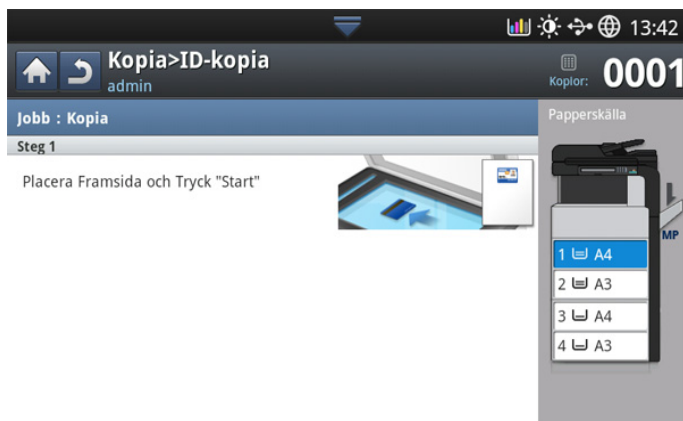 13:42
Kopia>ID-kopia
admin
Kopior:
0001
Jobb : Kopia
Papperskälla
Steg 1
Placera Framsida och Tryck "Start"
MP
1 A4
2 A3
3 A4
4 A3